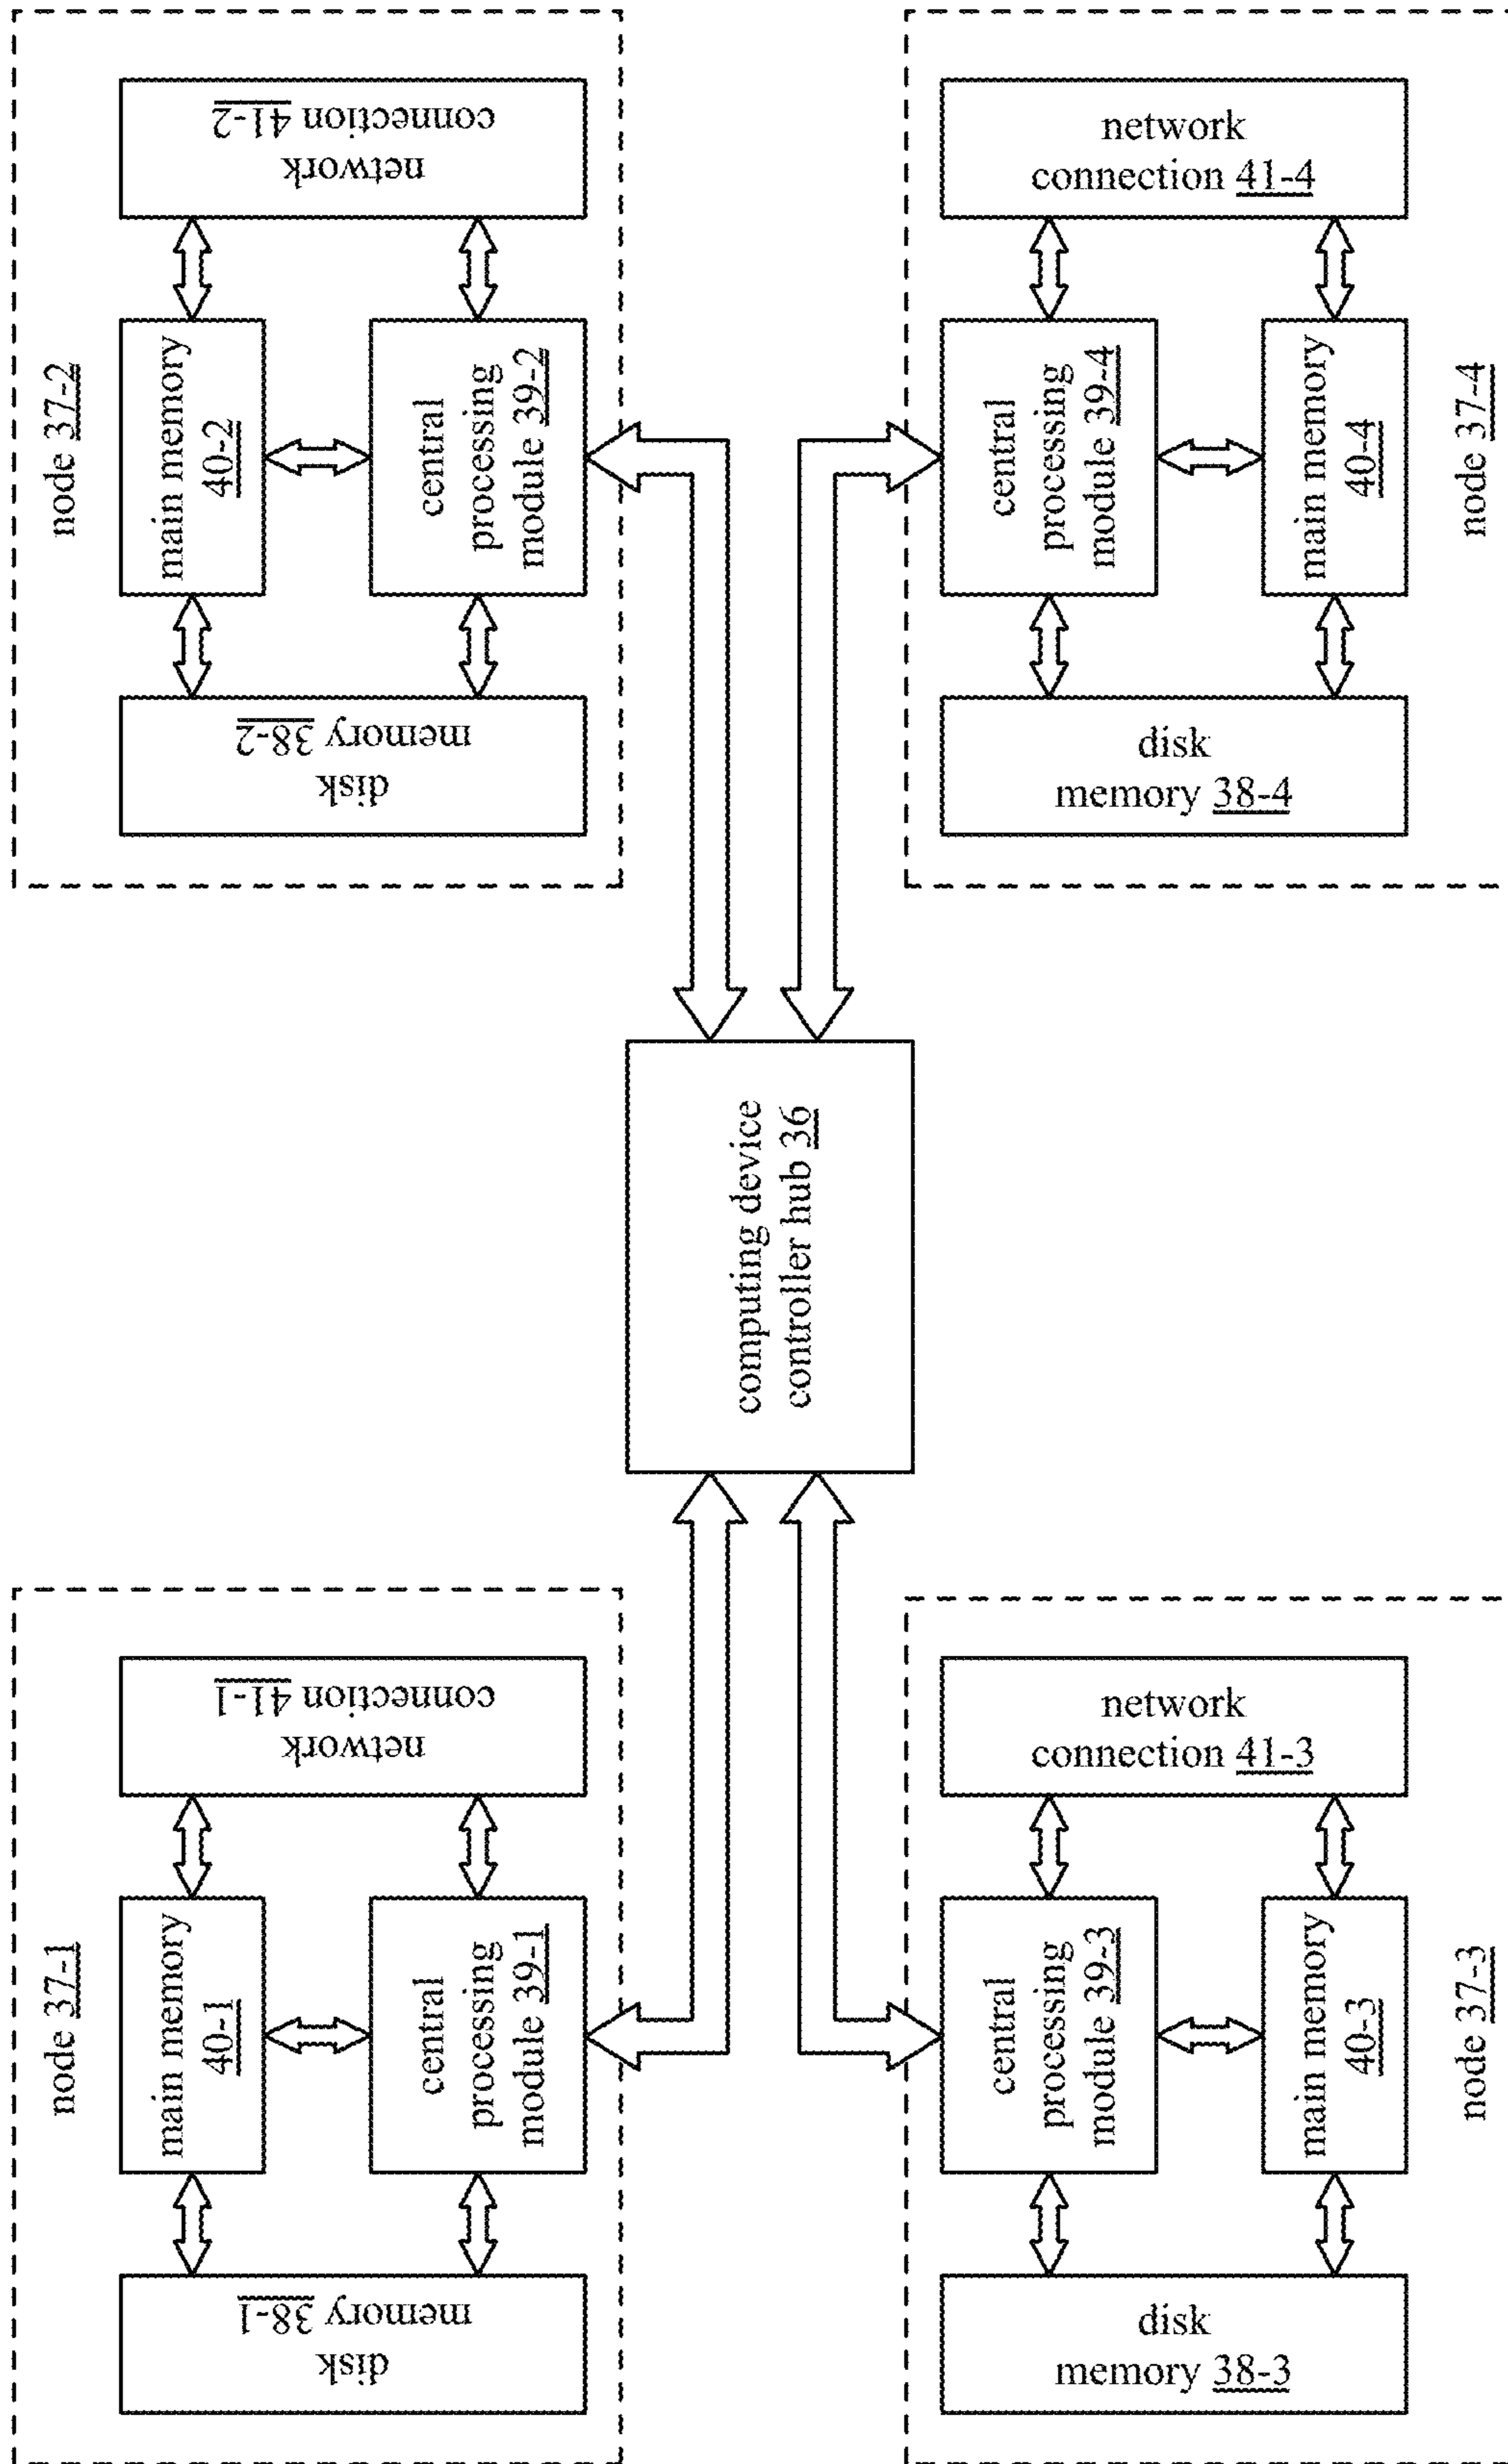 node 37-1
main memory
40-1
central
processing
module 39-1
disk
memory 38-1
network
connection 41-1
node 37-2
main memory
40-2
central
processing
module 39-2
disk
memory 38-2
network
connection 41-2
computing device
controller hub 36
disk
memory 38-3
central
processing
module 39-3
main memory
40-3
network
connection 41-3
node 37-3
disk
memory 38-4
central
processing
module 39-4
main memory
40-4
network
connection 41-4
node 37-4